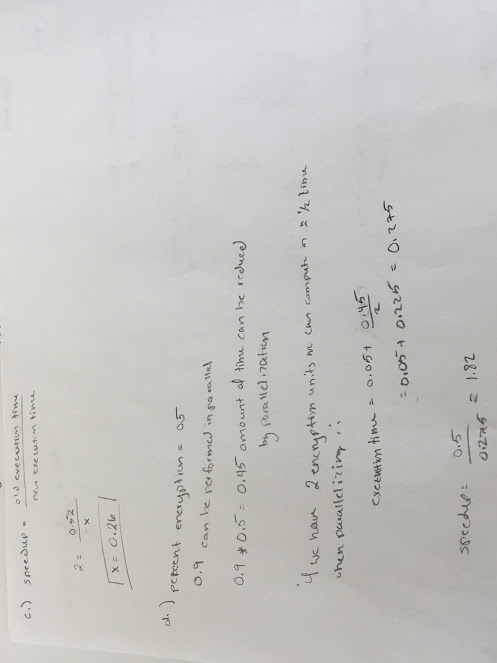 c.) speedup = old execution time
new execution time
2 = 0.52
x
x = 0.26
d.) percent encryption = 0.5
0.9 can be performed in parallel
0.9 * 0.5 = 0.45 amount of time can be reduced
by parallelization
if we have 2 encryption units we can compute in ≈ 1/2 time
when parallelizing ∴
execution time = 0.05 + 0.45
2
= 0.05 + 0.225 = 0.275
speedup = 0.5
0.275
= 1.82